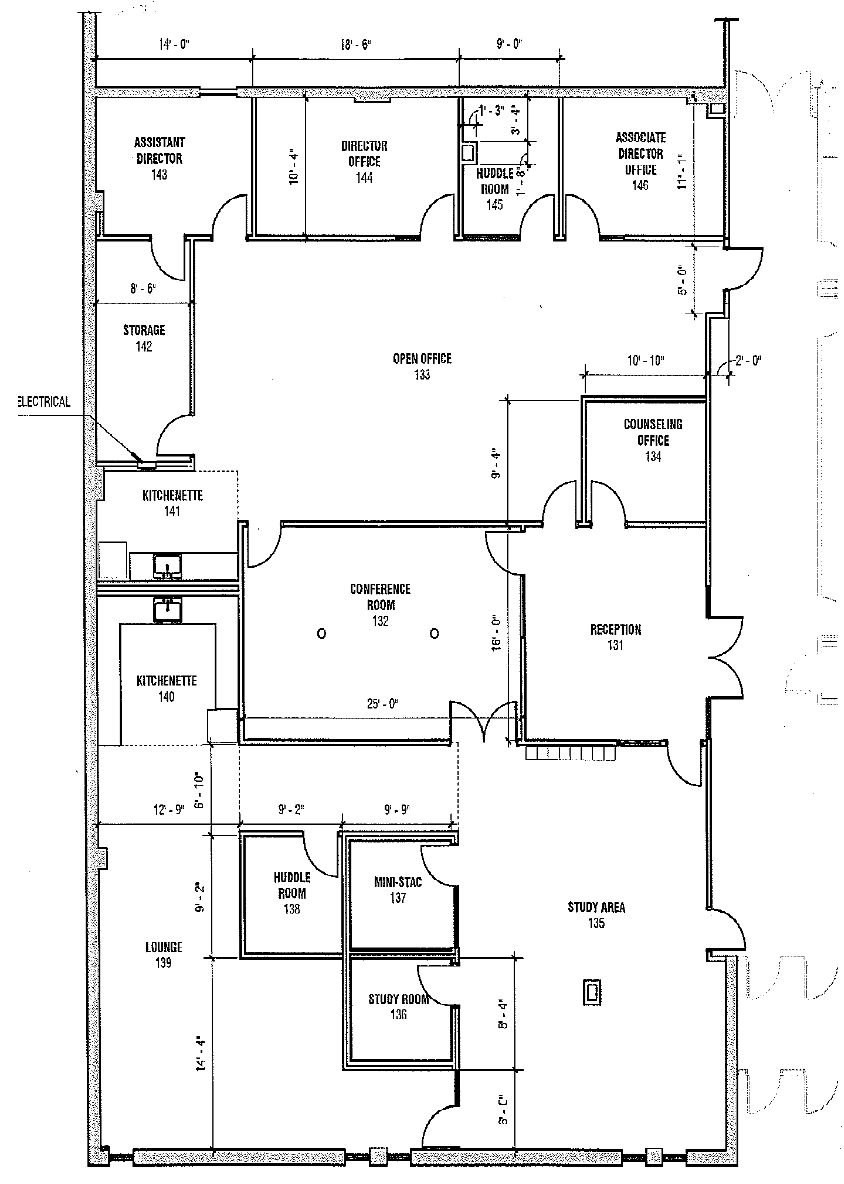 14' - 0"
18' - 6"
9' - 0"
ASSISTANT
DIRECTOR
143
10' - 4"
DIRECTOR
OFFICE
144
1' - 3"
3' - 4"
1' - 8"
HUDDLE
ROOM
145
ASSOCIATE
DIRECTOR
OFFICE
146
11' - 1"
8' - 6"
5' - 0"
STORAGE
142
OPEN OFFICE
133
10' - 10"
2' - 0"
ELECTRICAL
COUNSELING
OFFICE
134
9' - 4"
KITCHENETTE
141
CONFERENCE
ROOM
132
RECEPTION
131
16' - 0"
KITCHENETTE
140
25' - 0"
6' - 10"
12' - 9"
9' - 2"
9' - 9"
HUDDLE
ROOM
138
MINI-STAC
137
9' - 2"
STUDY AREA
135
LOUNGE
139
STUDY ROOM
136
8' - 4"
14' - 4"